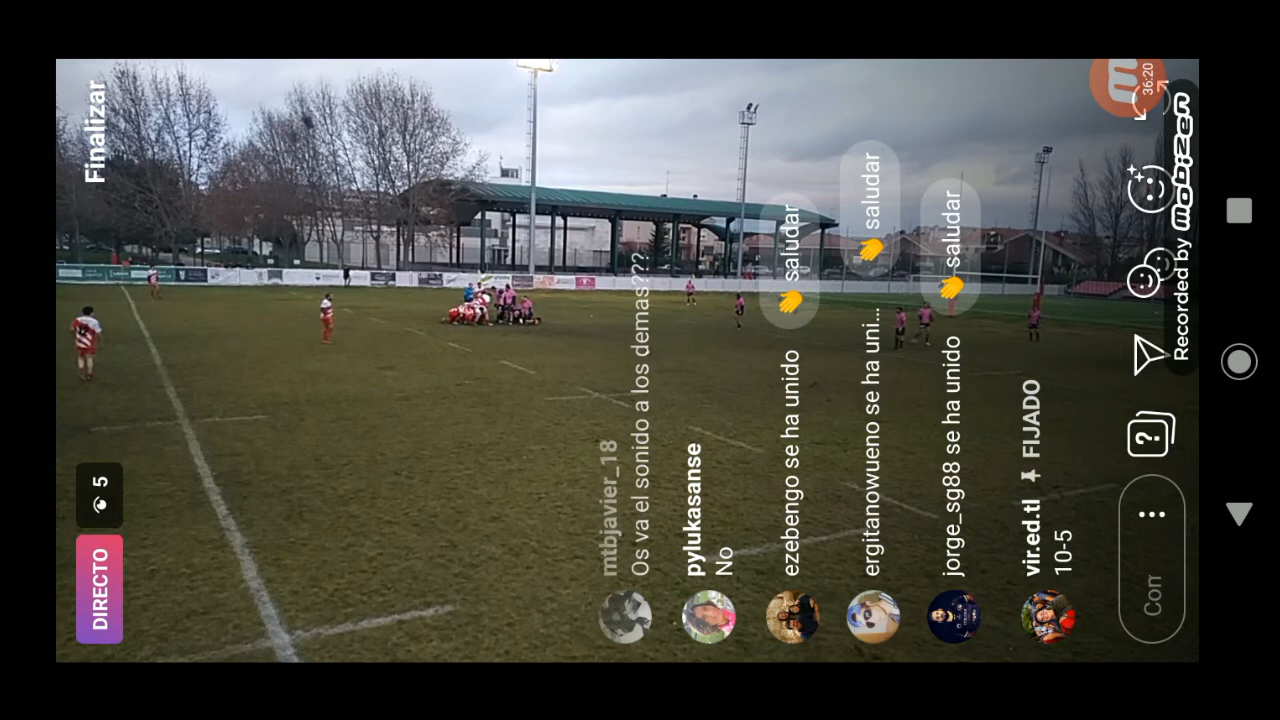 DIRECTO
5
Finalizar
mtbjavier_18
Os va el sonido a los demas???
pylukasanse
No
ezebengo se ha unido
saludar
ergitanowueno se ha uni...
saludar
jorge_sg88 se ha unido
saludar
vir.ed.tl FIJADO
10-5
Com
?
36:20
Recorded by mobizen